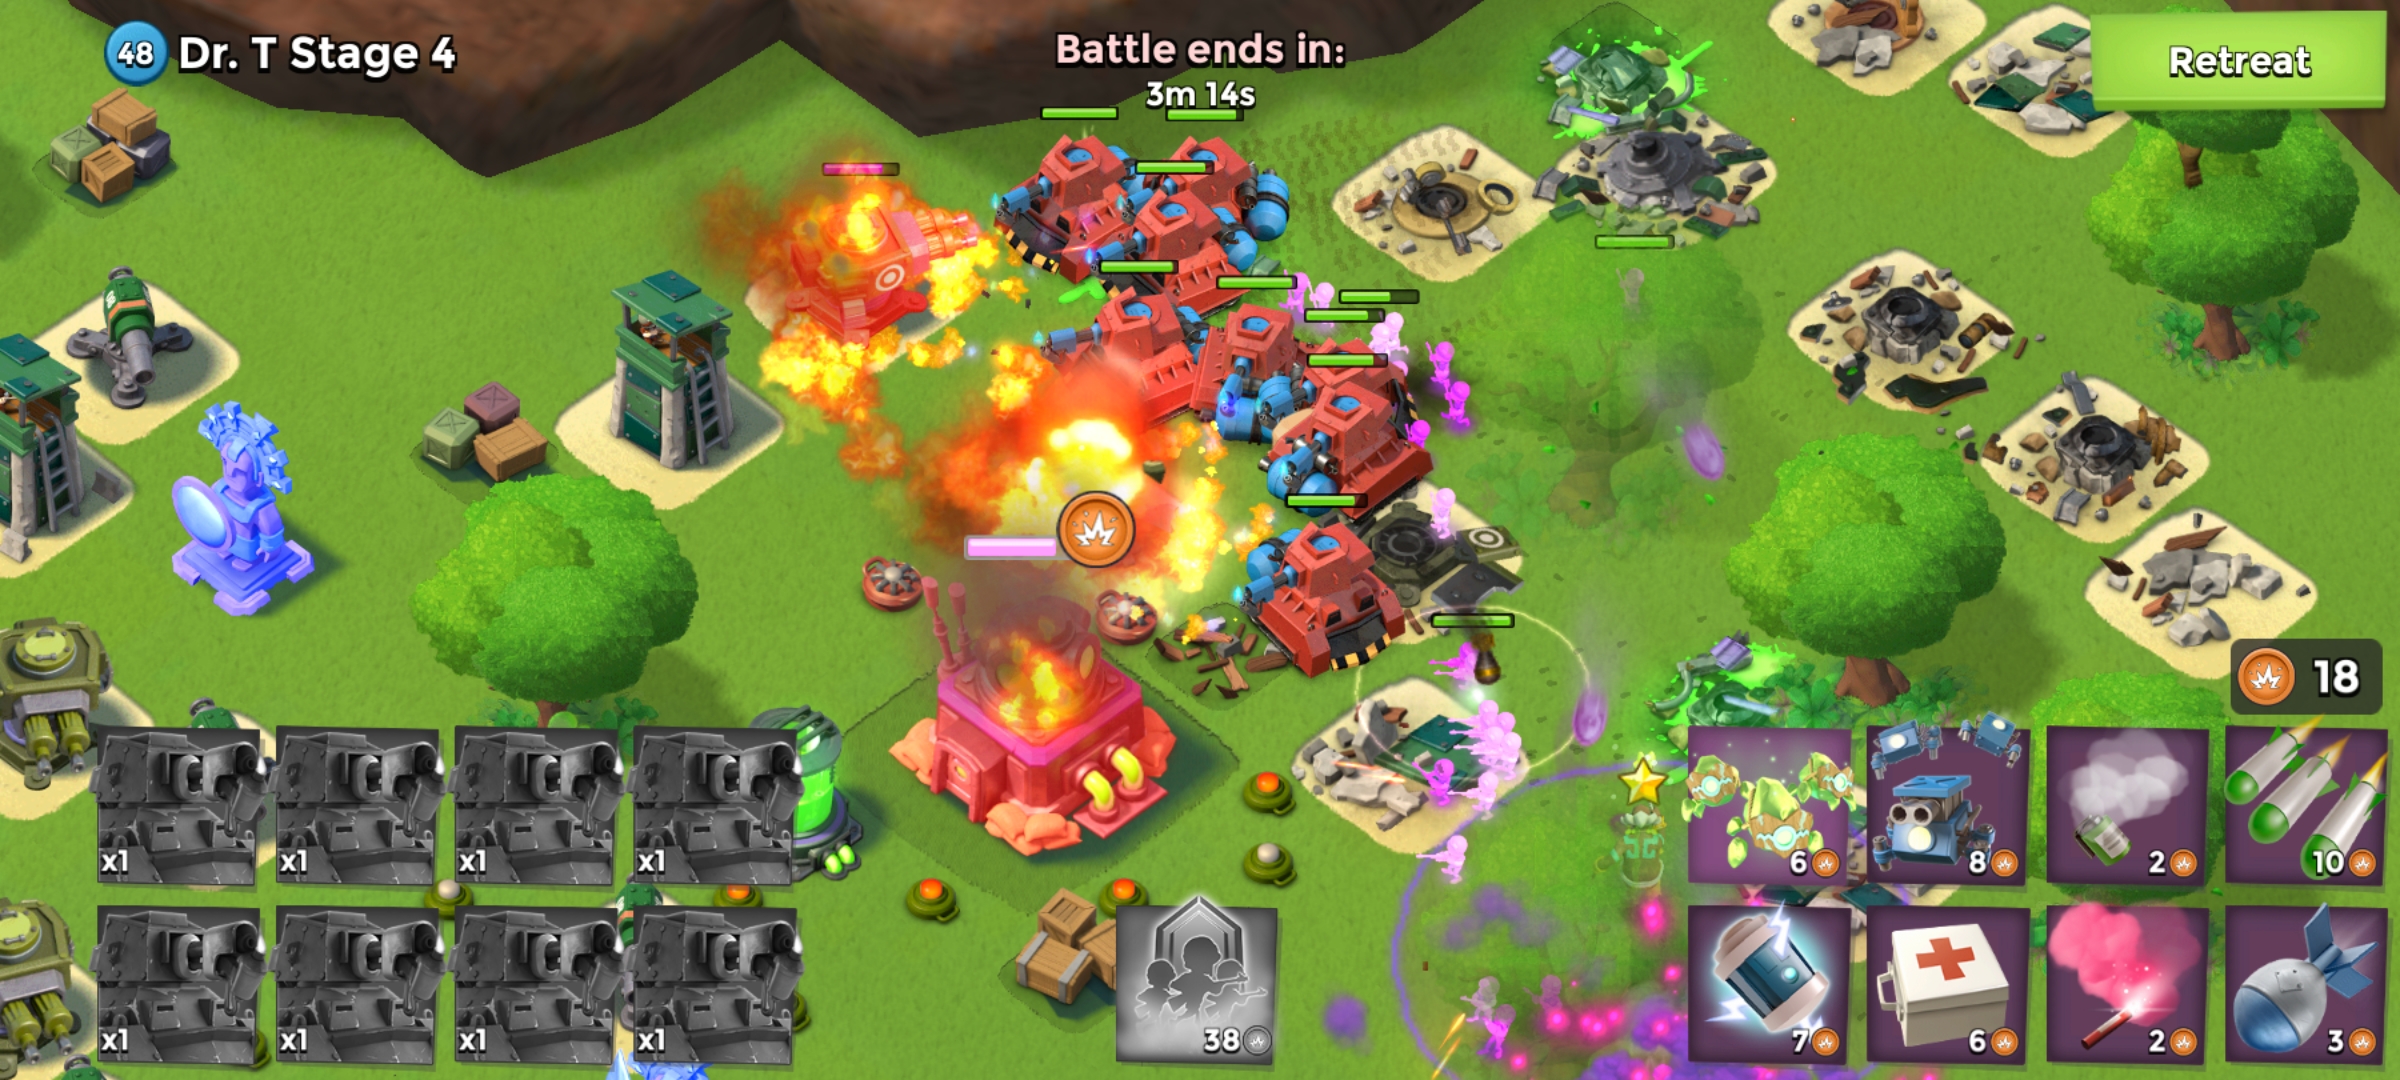 48 Dr. T Stage 4
Battle ends in:
3m 14s
Retreat
18
x1 x1 x1 x1
6 8 2 10
x1 x1 x1 x1
38
7 6 2 3